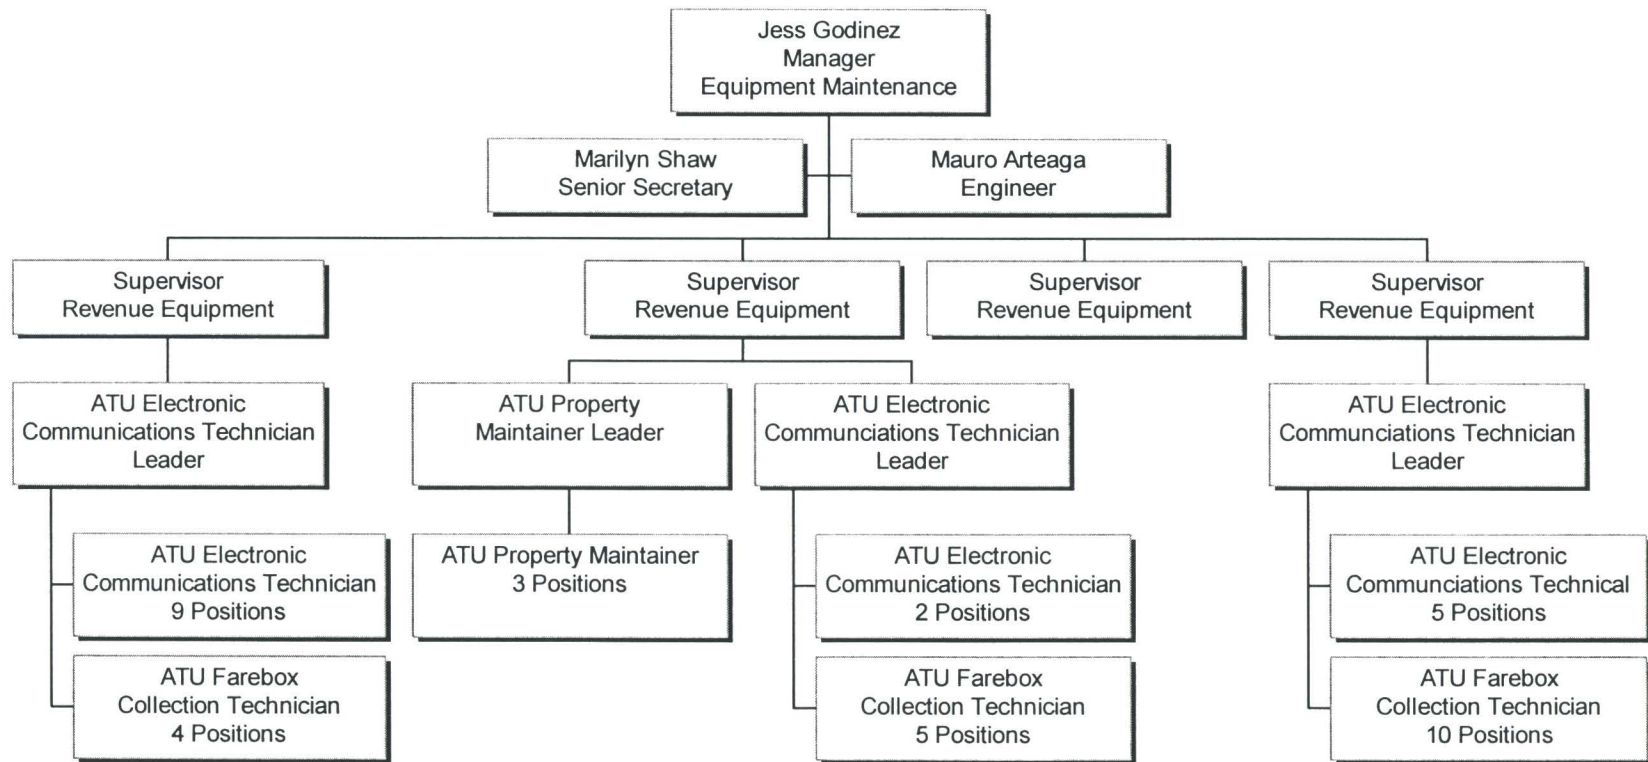 Jess Godinez
Manager
Equipment Maintenance
Marilyn Shaw
Senior Secretary
Mauro Arteaga
Engineer
Supervisor
Revenue Equipment
Supervisor
Revenue Equipment
Supervisor
Revenue Equipment
Supervisor
Revenue Equipment
ATU Electronic
Communications Technician
Leader
ATU Property
Maintainer Leader
ATU Electronic
Communciations Technician
Leader
ATU Electronic
Communciations Technician
Leader
ATU Electronic
Communications Technician
9 Positions
ATU Property Maintainer
3 Positions
ATU Electronic
Communications Technician
2 Positions
ATU Electronic
Communciations Technical
5 Positions
ATU Farebox
Collection Technician
4 Positions
ATU Farebox
Collection Technician
5 Positions
ATU Farebox
Collection Technician
10 Positions